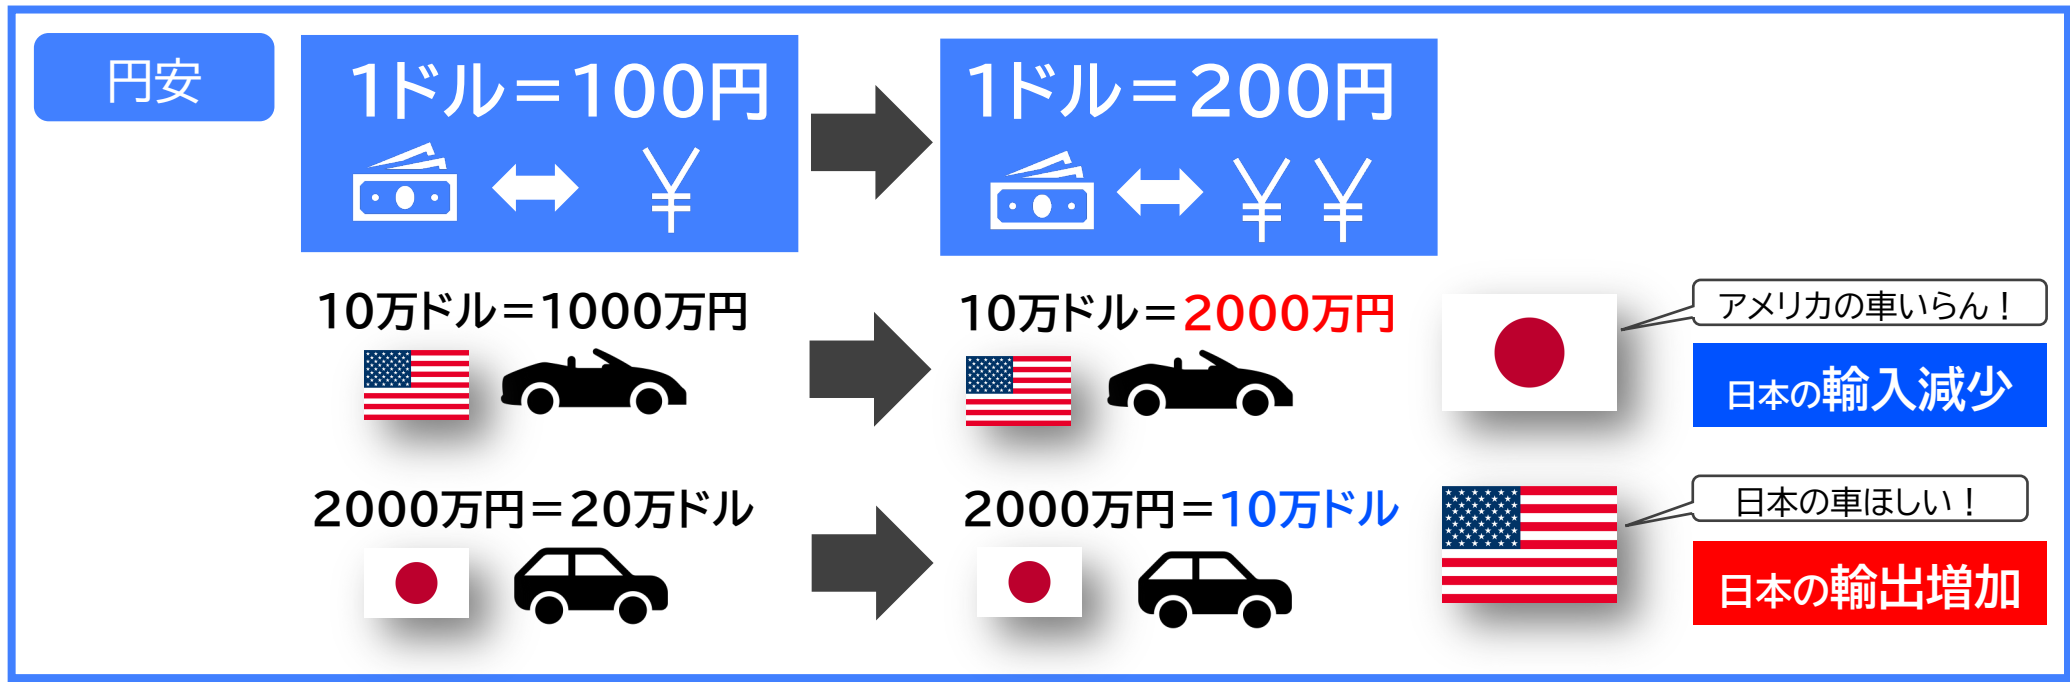 円安
1ドル＝100円
1ドル＝200円
¥
¥ ¥
10万ドル＝1000万円
10万ドル＝2000万円
アメリカの車いらん！
日本の輸入減少
2000万円＝20万ドル
2000万円＝10万ドル
日本の車ほしい！
日本の輸出増加